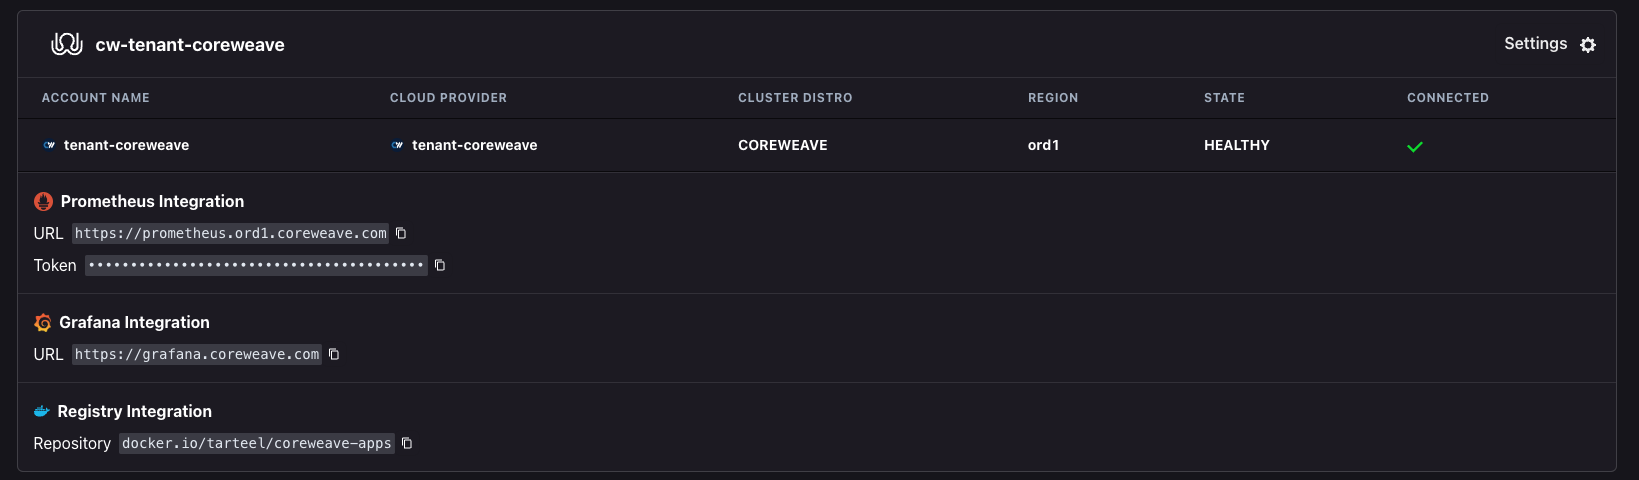 cw-tenant-coreweave
Settings
ACCOUNT NAME CLOUD PROVIDER CLUSTER DISTRO REGION STATE CONNECTED
tenant-coreweave tenant-coreweave COREWEAVE ord1 HEALTHY
Prometheus Integration
URL https://prometheus.ord1.coreweave.com
Token ••••••••••••••••••••••••••••••••••••••••
Grafana Integration
URL https://grafana.coreweave.com
Registry Integration
Repository docker.io/tarteel/coreweave-apps